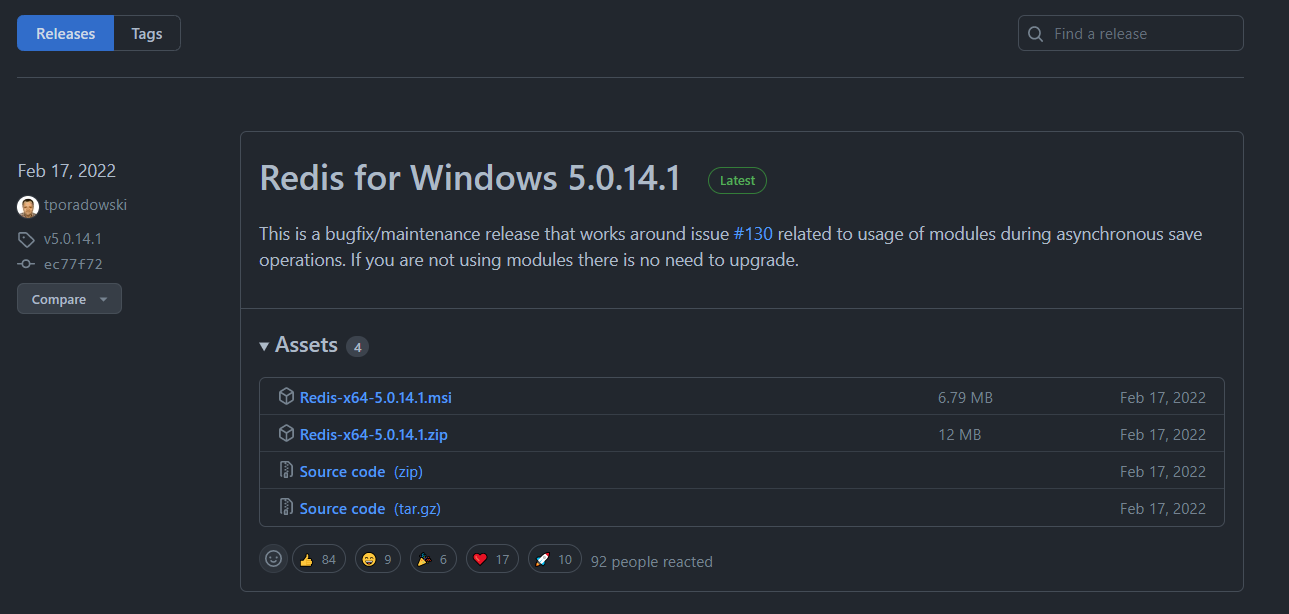 Releases Tags
Find a release
Feb 17, 2022
tporadowski
v5.0.14.1
ec77f72
Compare
Redis for Windows 5.0.14.1 Latest
This is a bugfix/maintenance release that works around issue #130 related to usage of modules during asynchronous save
operations. If you are not using modules there is no need to upgrade.
Assets 4
Redis-x64-5.0.14.1.msi 6.79 MB Feb 17, 2022
Redis-x64-5.0.14.1.zip 12 MB Feb 17, 2022
Source code (zip) Feb 17, 2022
Source code (tar.gz) Feb 17, 2022
84 9 6 17 10 92 people reacted